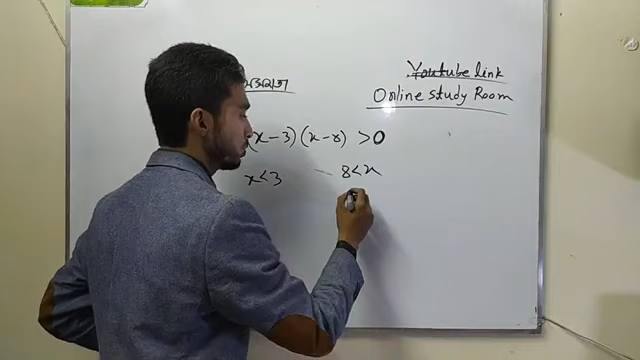 Youtube link
Online study Room
(x-3)(x-8) >0
x<3 8<x